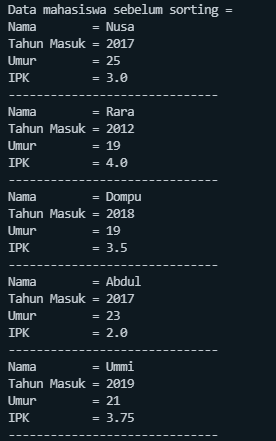 Data mahasiswa sebelum sorting =
Nama        = Nusa
Tahun Masuk = 2017
Umur        = 25
IPK         = 3.0
------------------------------
Nama        = Rara
Tahun Masuk = 2012
Umur        = 19
IPK         = 4.0
------------------------------
Nama        = Dompu
Tahun Masuk = 2018
Umur        = 19
IPK         = 3.5
------------------------------
Nama        = Abdul
Tahun Masuk = 2017
Umur        = 23
IPK         = 2.0
------------------------------
Nama        = Ummi
Tahun Masuk = 2019
Umur        = 21
IPK         = 3.75
------------------------------